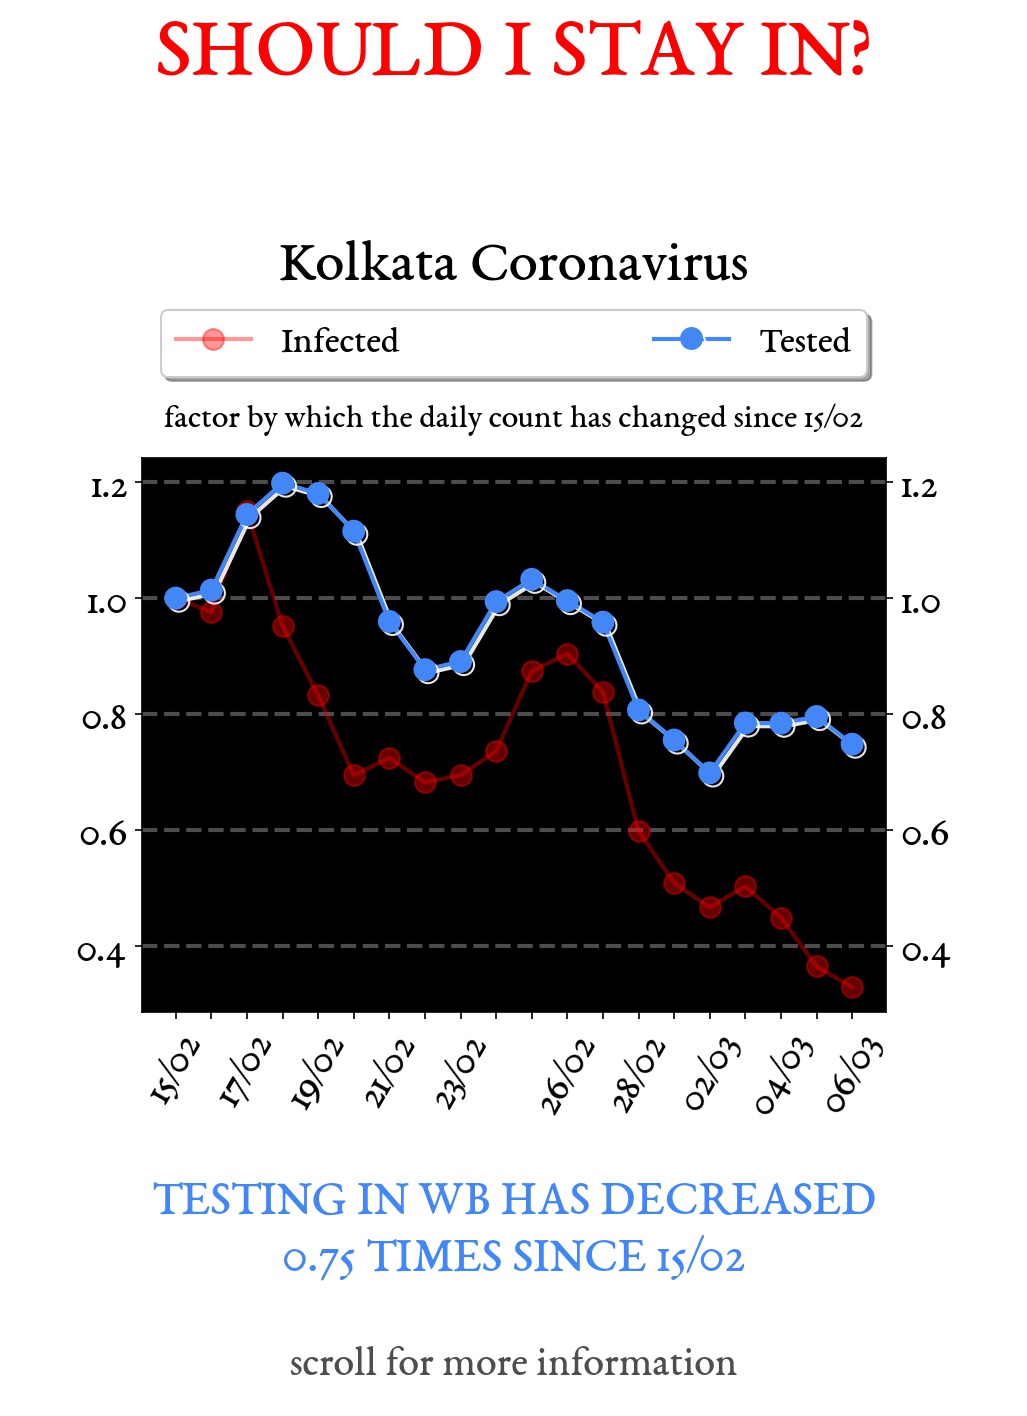 SHOULD I STAY IN?
Kolkata Coronavirus
Infected Tested
factor by which the daily count has changed since 15/02
1.2 1.2
1.0 1.0
0.8 0.8
0.6 0.6
0.4 0.4
15/02 17/02 19/02 21/02 23/02 26/02 28/02 02/03 04/03 06/03
TESTING IN WB HAS DECREASED
0.75 TIMES SINCE 15/02
scroll for more information